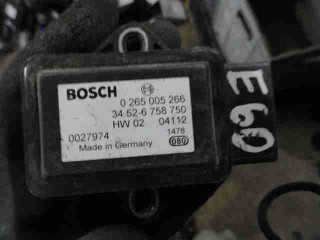 BOSCH
0 265 005 266
34.52-6 758 750
HW 02 04112
0027974 1478
Made in Germany 080
E60